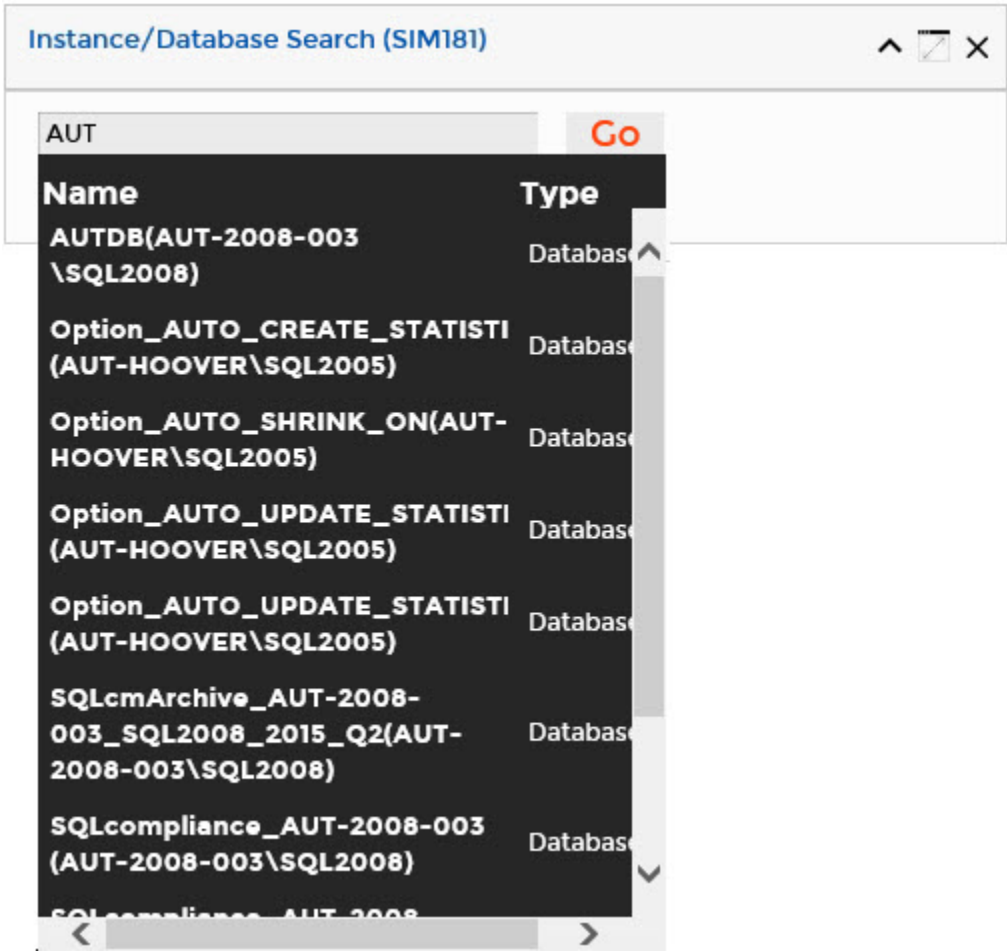 Instance/Database Search (SIM181)
AUT
Go
Name Type
AUTDB(AUT-2008-003
\SQL2008)
Database
Option_AUTO_CREATE_STATISTI
(AUT-HOOVER\SQL2005)
Database
Option_AUTO_SHRINK_ON(AUT-
HOOVER\SQL2005)
Database
Option_AUTO_UPDATE_STATISTI
(AUT-HOOVER\SQL2005)
Database
Option_AUTO_UPDATE_STATISTI
(AUT-HOOVER\SQL2005)
Database
SQLcmArchive_AUT-2008-
003_SQL2008_2015_Q2(AUT-
2008-003\SQL2008)
Database
SQLcompliance_AUT-2008-003
(AUT-2008-003\SQL2008)
Database
SQLcompliance_AUT-2008-